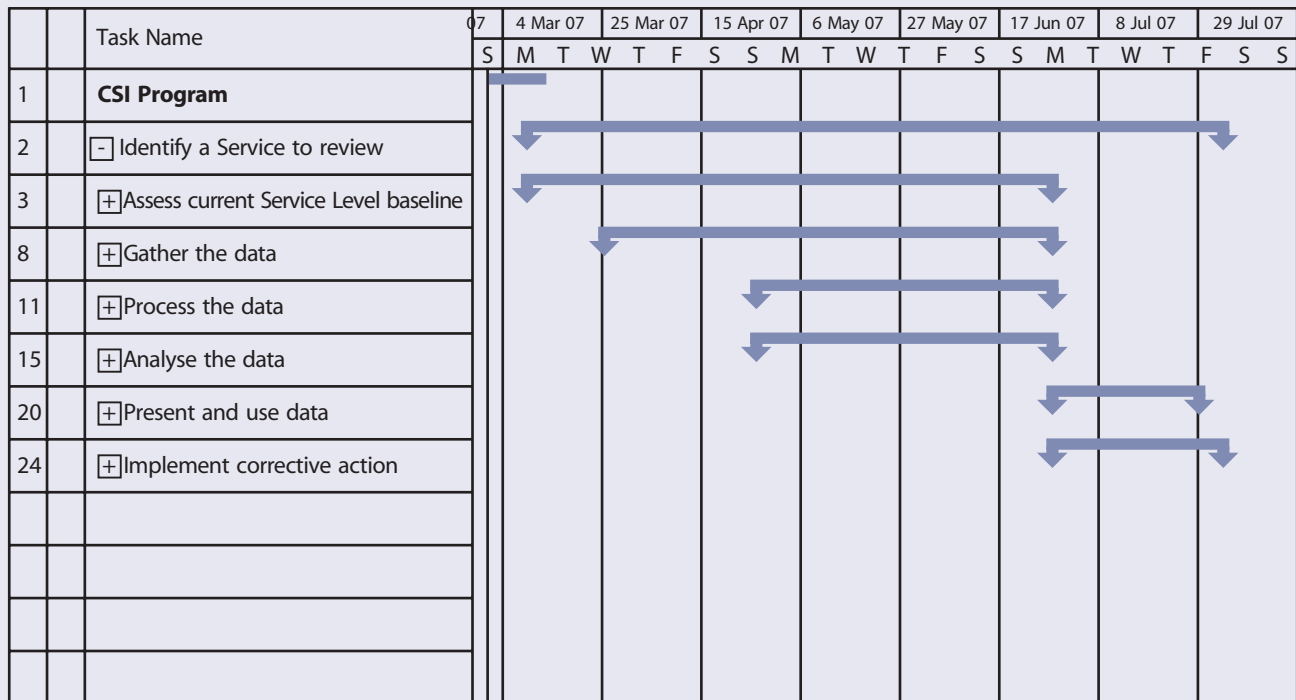 Task Name
07 4 Mar 07 25 Mar 07 15 Apr 07 6 May 07 27 May 07 17 Jun 07 8 Jul 07 29 Jul 07
S M T W T F S S M T W T F S S M T W T F S S
1 CSI Program
2 - Identify a Service to review
3 +Assess current Service Level baseline
8 +Gather the data
11 +Process the data
15 +Analyse the data
20 +Present and use data
24 +Implement corrective action